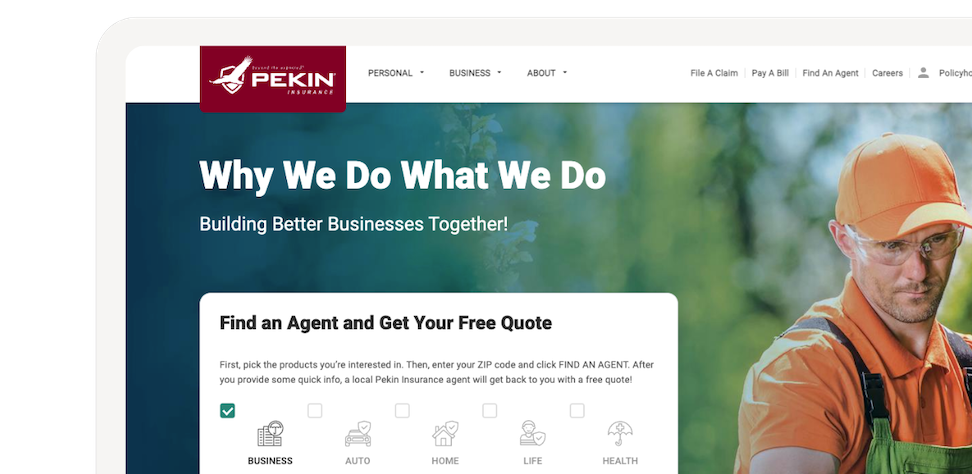 beyond the expected®
PEKIN®
INSURANCE
PERSONAL
BUSINESS
ABOUT
File A Claim
Pay A Bill
Find An Agent
Careers
Why We Do What We Do
Building Better Businesses Together!
Find an Agent and Get Your Free Quote
First, pick the products you're interested in. Then, enter your ZIP code and click FIND AN AGENT. After
you provide some quick info, a local Pekin Insurance agent will get back to you with a free quote!
BUSINESS
AUTO
HOME
LIFE
HEALTH